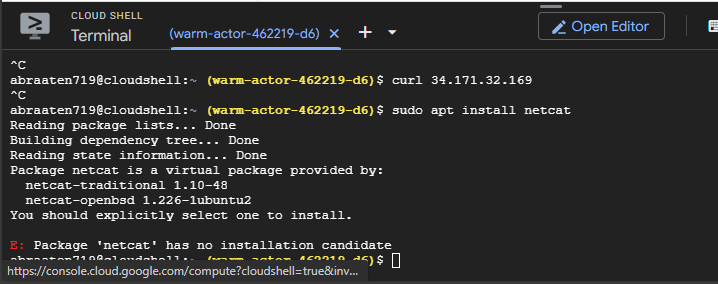 CLOUD SHELL
Terminal
(warm-actor-462219-d6) × + ▾
Open Editor
^C
abraaten719@cloudshell:~ (warm-actor-462219-d6)$ curl 34.171.32.169
^C
abraaten719@cloudshell:~ (warm-actor-462219-d6)$ sudo apt install netcat
Reading package lists... Done
Building dependency tree... Done
Reading state information... Done
Package netcat is a virtual package provided by:
  netcat-traditional 1.10-48
  netcat-openbsd 1.226-1ubuntu2
You should explicitly select one to install.
E: Package 'netcat' has no installation candidate
abraaten719@cloudshell:~ (warm-actor-462219-d6)$
https://console.cloud.google.com/compute?cloudshell=true&inv...